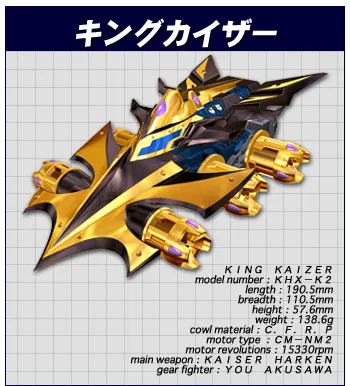 キングカイザー
KING KAIZER
model number : KHX−K2
length : 190.5mm
breadth : 110.5mm
height : 57.6mm
weight : 138.6g
cowl material : C. F. R. P
motor type : CM−NM2
motor revolutions : 15330rpm
main weapon : KAISER HARKEN
gear fighter : YOU AKUSAWA